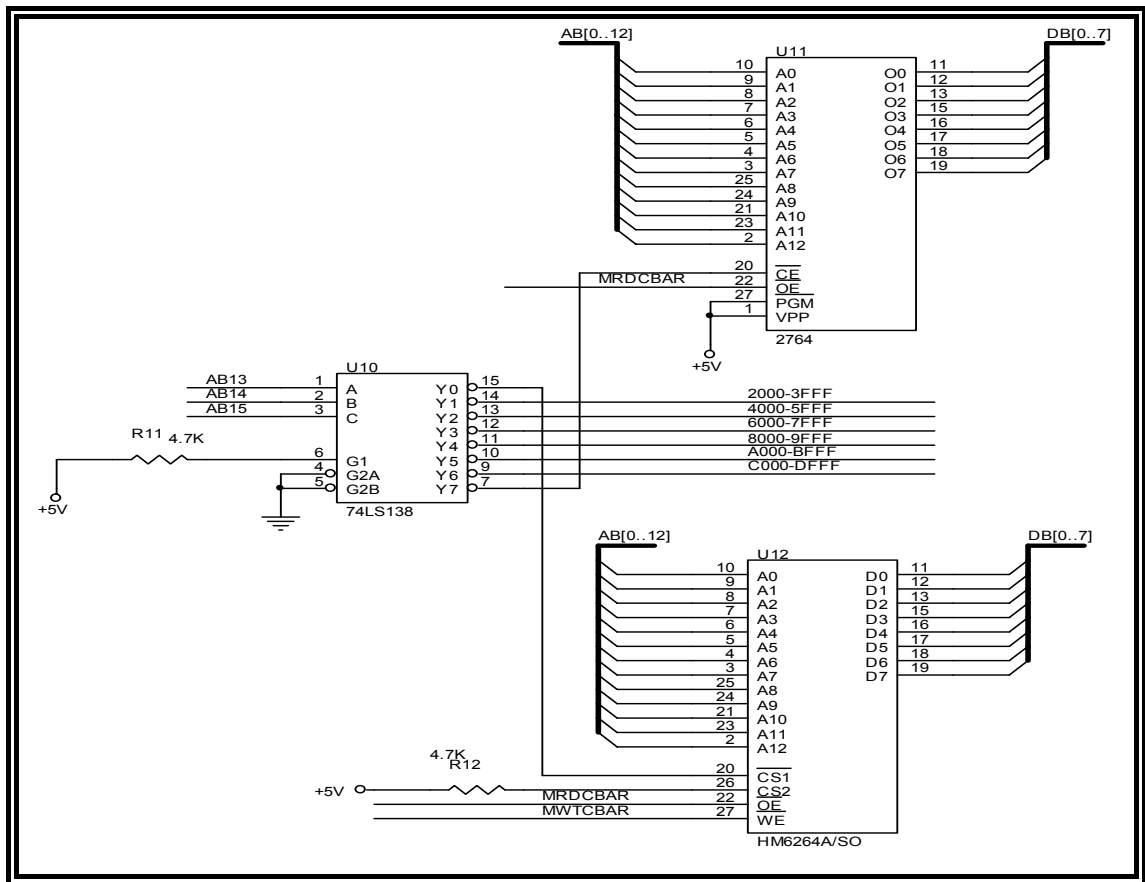 AB[0..12]
DB[0..7]
U11
10 A0 O0 11
9 A1 O1 12
8 A2 O2 13
7 A3 O3 15
6 A4 O4 16
5 A5 O5 17
4 A6 O6 18
3 A7 O7 19
25 A8
24 A9
21 A10
23 A11
2 A12
20 CE
MRDCBAR 22 OE
27 PGM
1 VPP
2764
+5V
U10
AB13 1 A Y0 15
AB14 2 B Y1 14 2000-3FFF
AB15 3 C Y2 13 4000-5FFF
Y3 12 6000-7FFF
Y4 11 8000-9FFF
R11 4.7K 6 G1 Y5 10 A000-BFFF
4 G2A Y6 9 C000-DFFF
5 G2B Y7 7
+5V
74LS138
AB[0..12]
DB[0..7]
U12
10 A0 D0 11
9 A1 D1 12
8 A2 D2 13
7 A3 D3 15
6 A4 D4 16
5 A5 D5 17
4 A6 D6 18
3 A7 D7 19
25 A8
24 A9
21 A10
23 A11
2 A12
4.7K
R12
20 CS1
+5V 26 CS2
MRDCBAR 22 OE
MWTCBAR 27 WE
HM6264A/SO